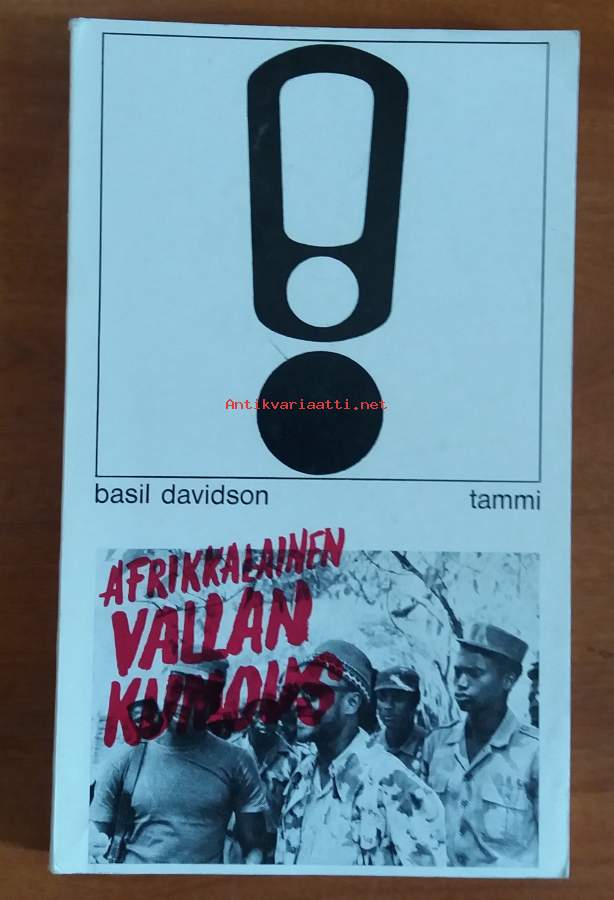 Antikvariaatti.net
basil davidson tammi
AFRIKKALAINEN
VALLAN
KUMOUS